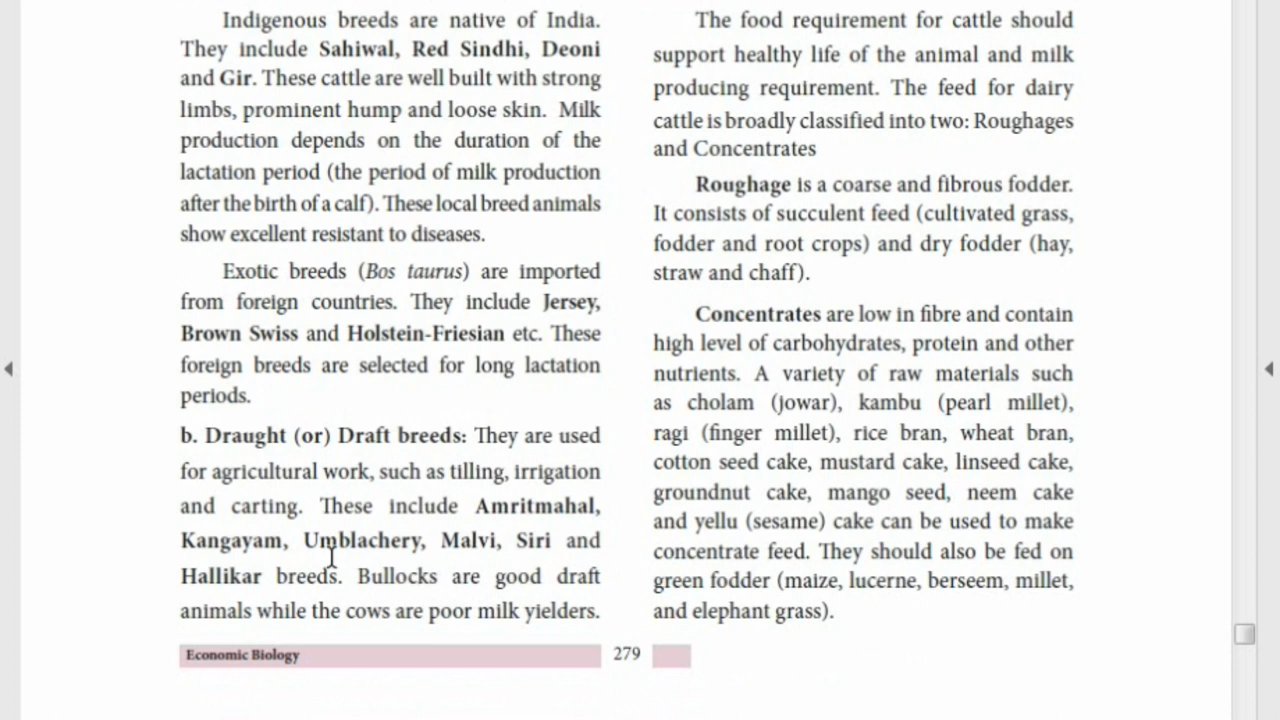 Indigenous breeds are native of India.
They include Sahiwal, Red Sindhi, Deoni
and Gir. These cattle are well built with strong
limbs, prominent hump and loose skin. Milk
production depends on the duration of the
lactation period (the period of milk production
after the birth of a calf). These local breed animals
show excellent resistant to diseases.
Exotic breeds (Bos taurus) are imported
from foreign countries. They include Jersey,
Brown Swiss and Holstein-Friesian etc. These
foreign breeds are selected for long lactation
periods.
b. Draught (or) Draft breeds: They are used
for agricultural work, such as tilling, irrigation
and carting. These include Amritmahal,
Kangayam, Umblachery, Malvi, Siri and
Hallikar breeds. Bullocks are good draft
animals while the cows are poor milk yielders.
The food requirement for cattle should
support healthy life of the animal and milk
producing requirement. The feed for dairy
cattle is broadly classified into two: Roughages
and Concentrates
Roughage is a coarse and fibrous fodder.
It consists of succulent feed (cultivated grass,
fodder and root crops) and dry fodder (hay,
straw and chaff).
Concentrates are low in fibre and contain
high level of carbohydrates, protein and other
nutrients. A variety of raw materials such
as cholam (jowar), kambu (pearl millet),
ragi (finger millet), rice bran, wheat bran,
cotton seed cake, mustard cake, linseed cake,
groundnut cake, mango seed, neem cake
and yellu (sesame) cake can be used to make
concentrate feed. They should also be fed on
green fodder (maize, lucerne, berseem, millet,
and elephant grass).
Economic Biology
279